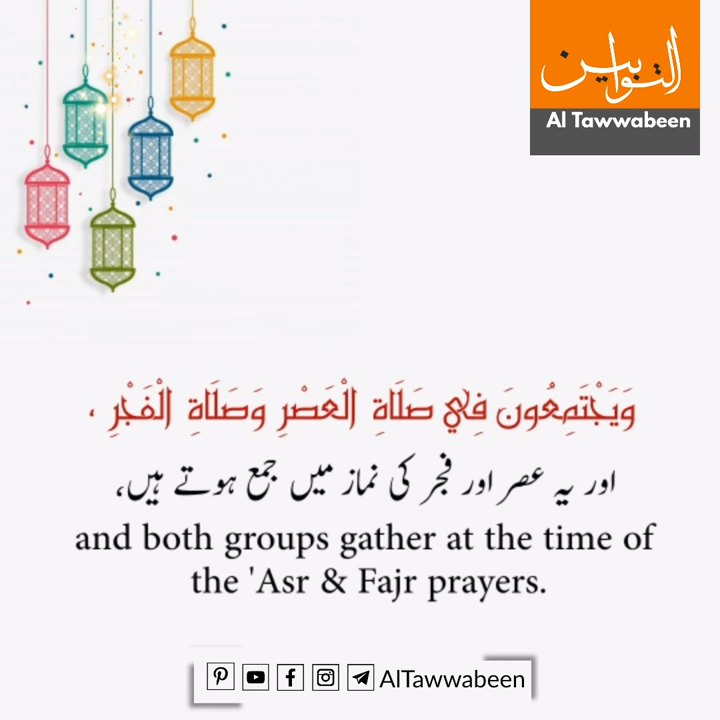 التوابين
Al Tawwabeen
وَيَجْتَمِعُونَ فِي صَلَاةِ الْعَصْرِ وَصَلَاةِ الْفَجْرِ ،
اور یہ عصر اور فجر کی نماز میں جمع ہوتے ہیں،
and both groups gather at the time of
the 'Asr & Fajr prayers.
AlTawwabeen